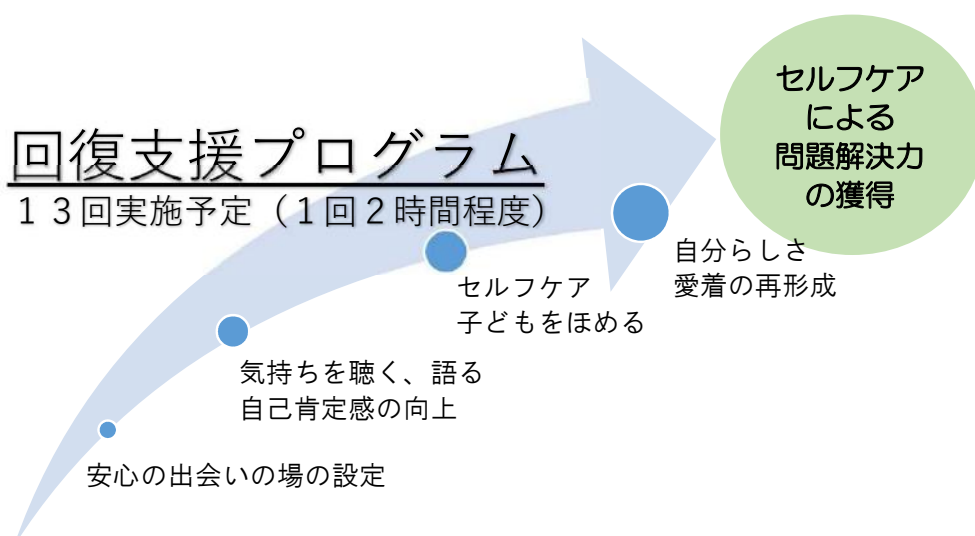 回復支援プログラム
１３回実施予定（１回２時間程度）
セルフケア
による
問題解決力
の獲得
自分らしさ
愛着の再形成
セルフケア
子どもをほめる
気持ちを聴く、語る
自己肯定感の向上
安心の出会いの場の設定